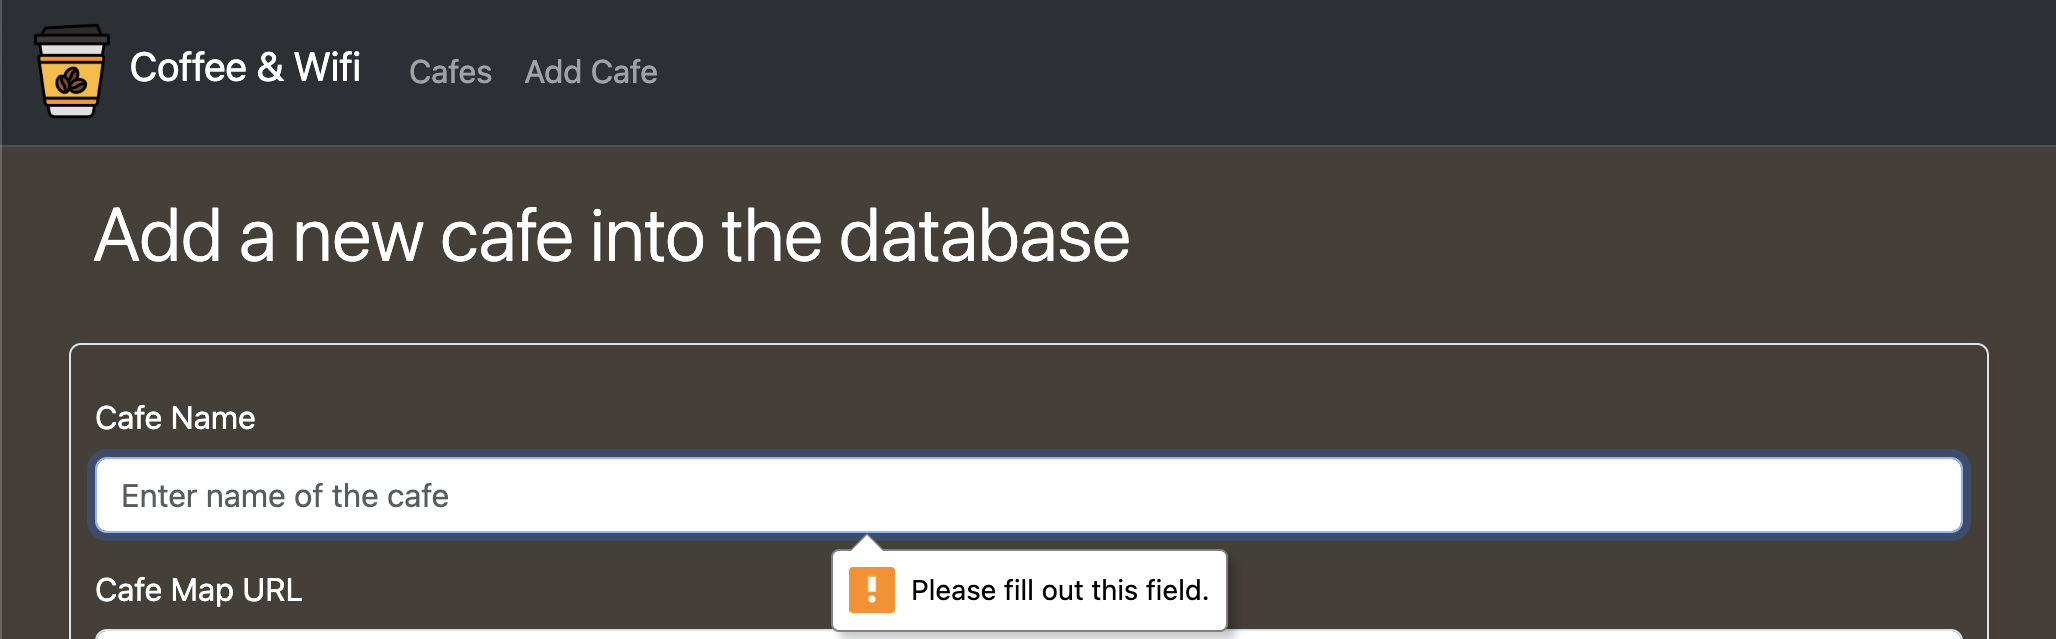 Coffee & Wifi Cafes Add Cafe
Add a new cafe into the database
Cafe Name
Enter name of the cafe
Please fill out this field.
Cafe Map URL